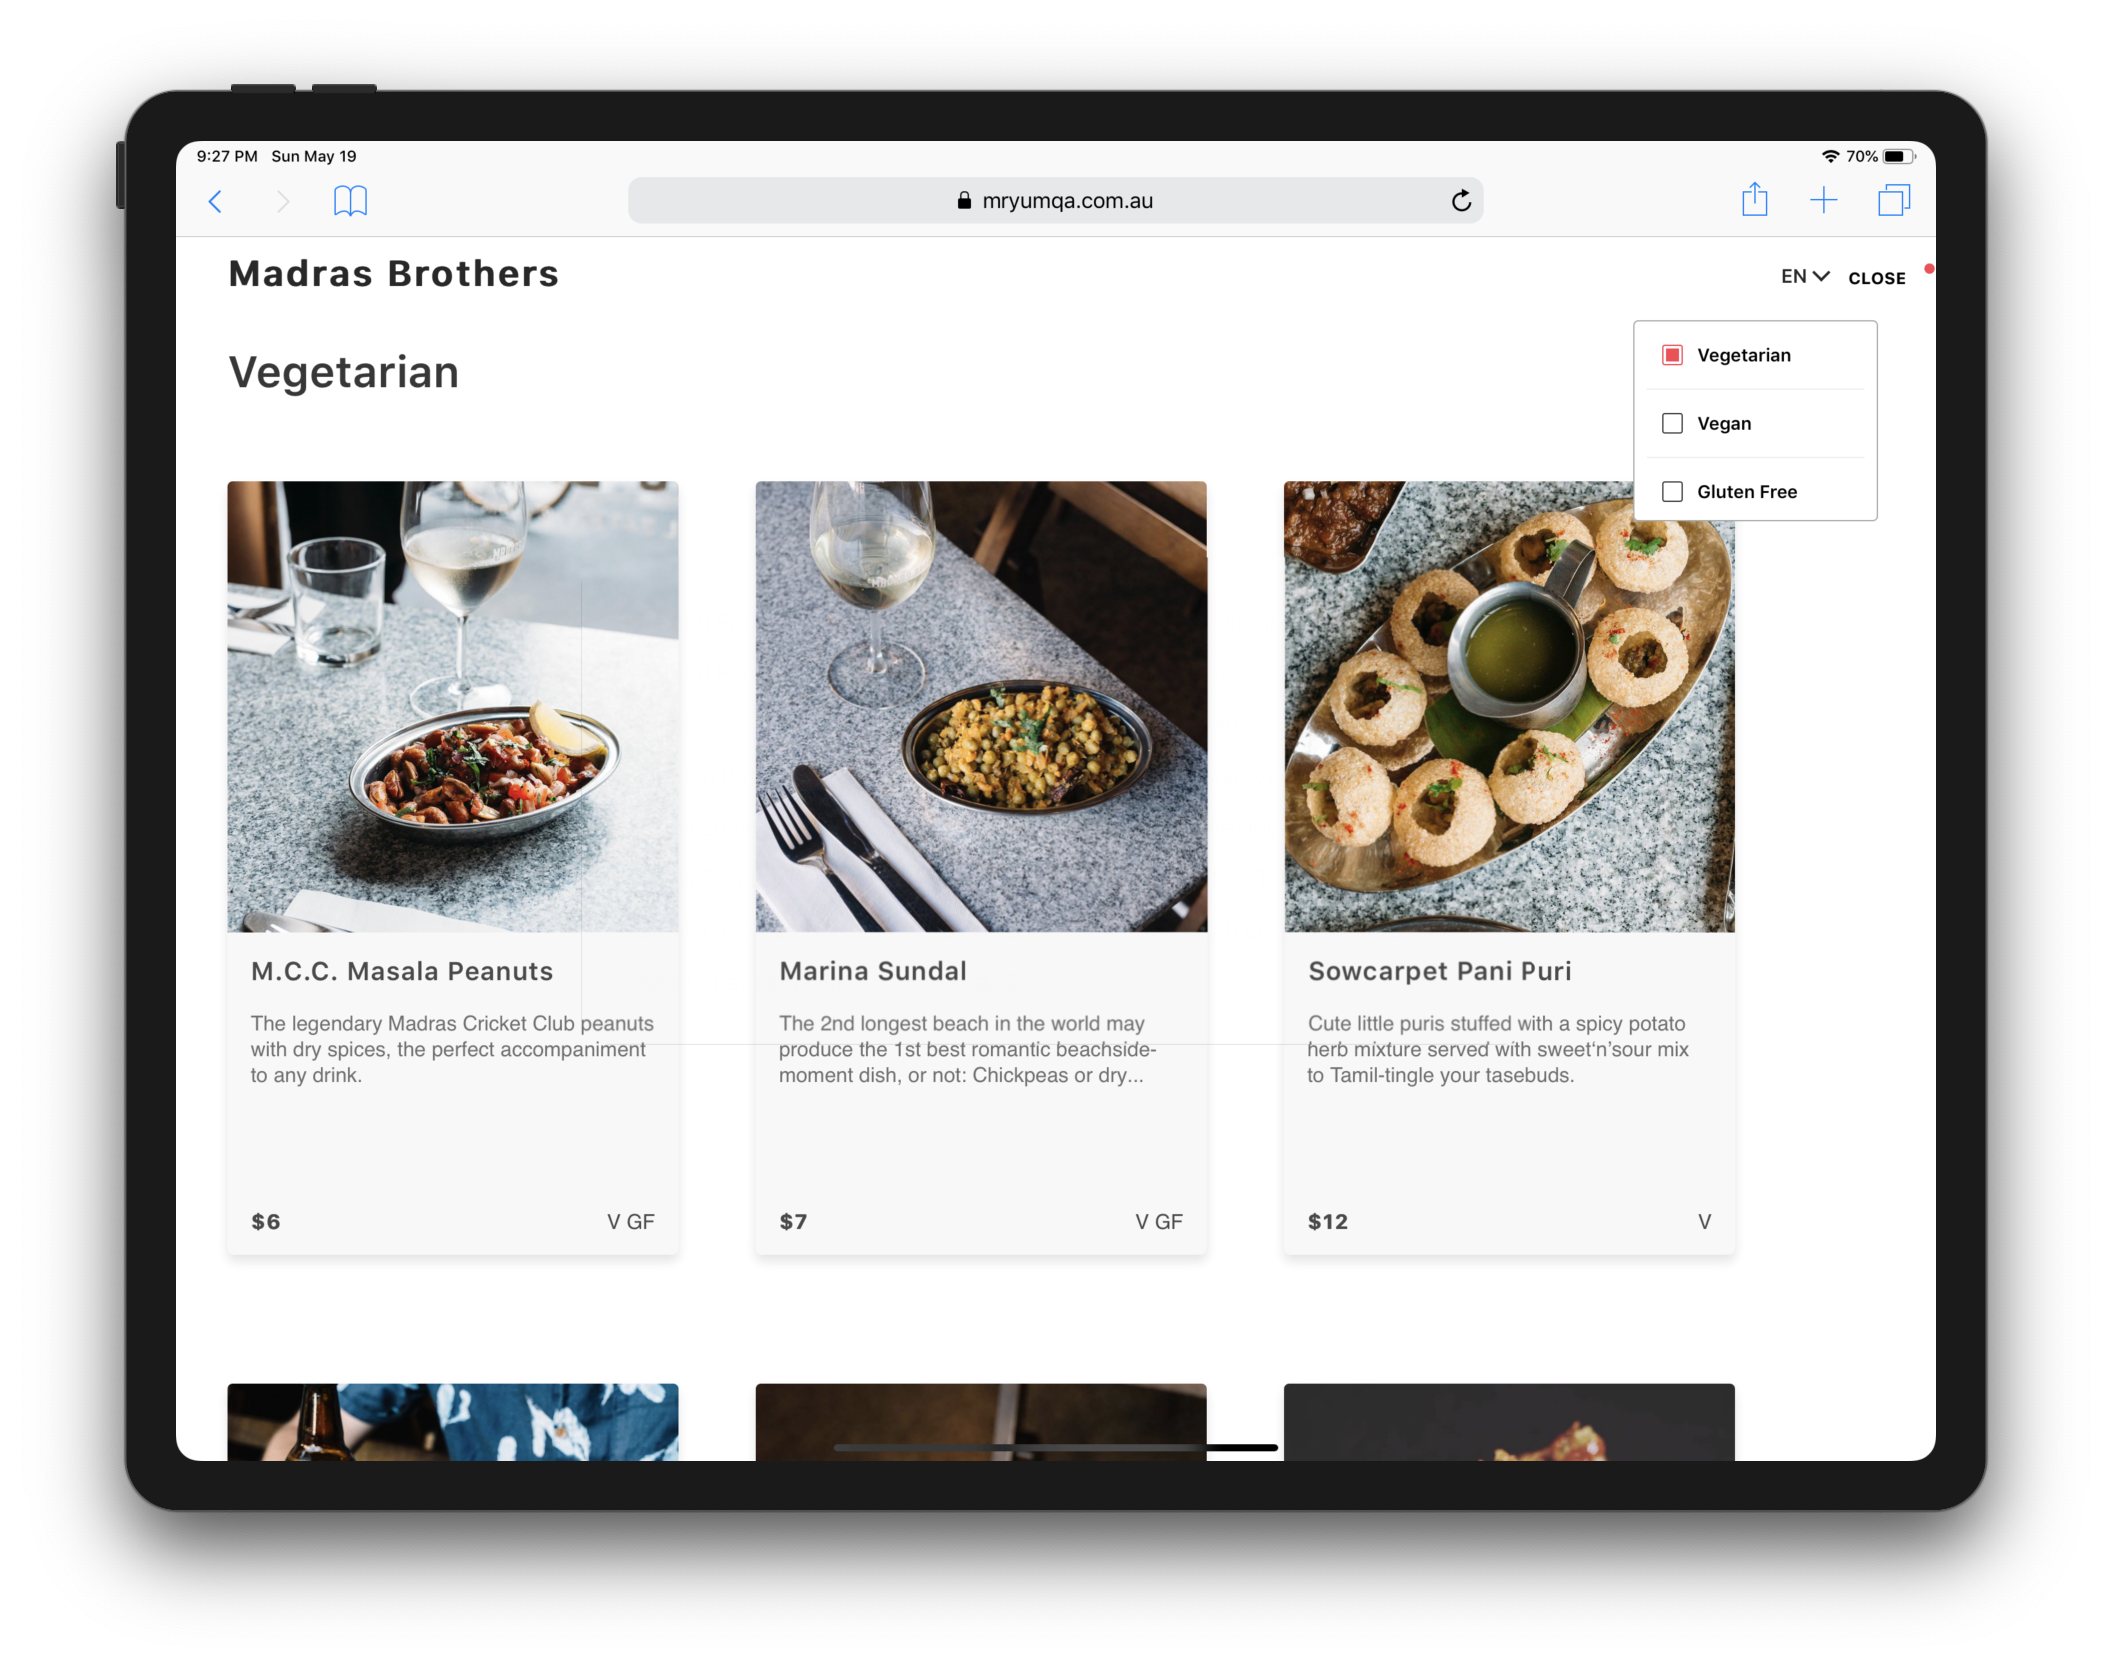 9:27 PM Sun May 19
70%
mryumqa.com.au
Madras Brothers
EN
CLOSE
Vegetarian
Vegetarian
Vegan
Gluten Free
M.C.C. Masala Peanuts
The legendary Madras Cricket Club peanuts
with dry spices, the perfect accompaniment
to any drink.
$6
V GF
Marina Sundal
The 2nd longest beach in the world may
produce the 1st best romantic beachside-
moment dish, or not: Chickpeas or dry...
$7
V GF
Sowcarpet Pani Puri
Cute little puris stuffed with a spicy potato
herb mixture served with sweet‘n’sour mix
to Tamil-tingle your tasebuds.
$12
V